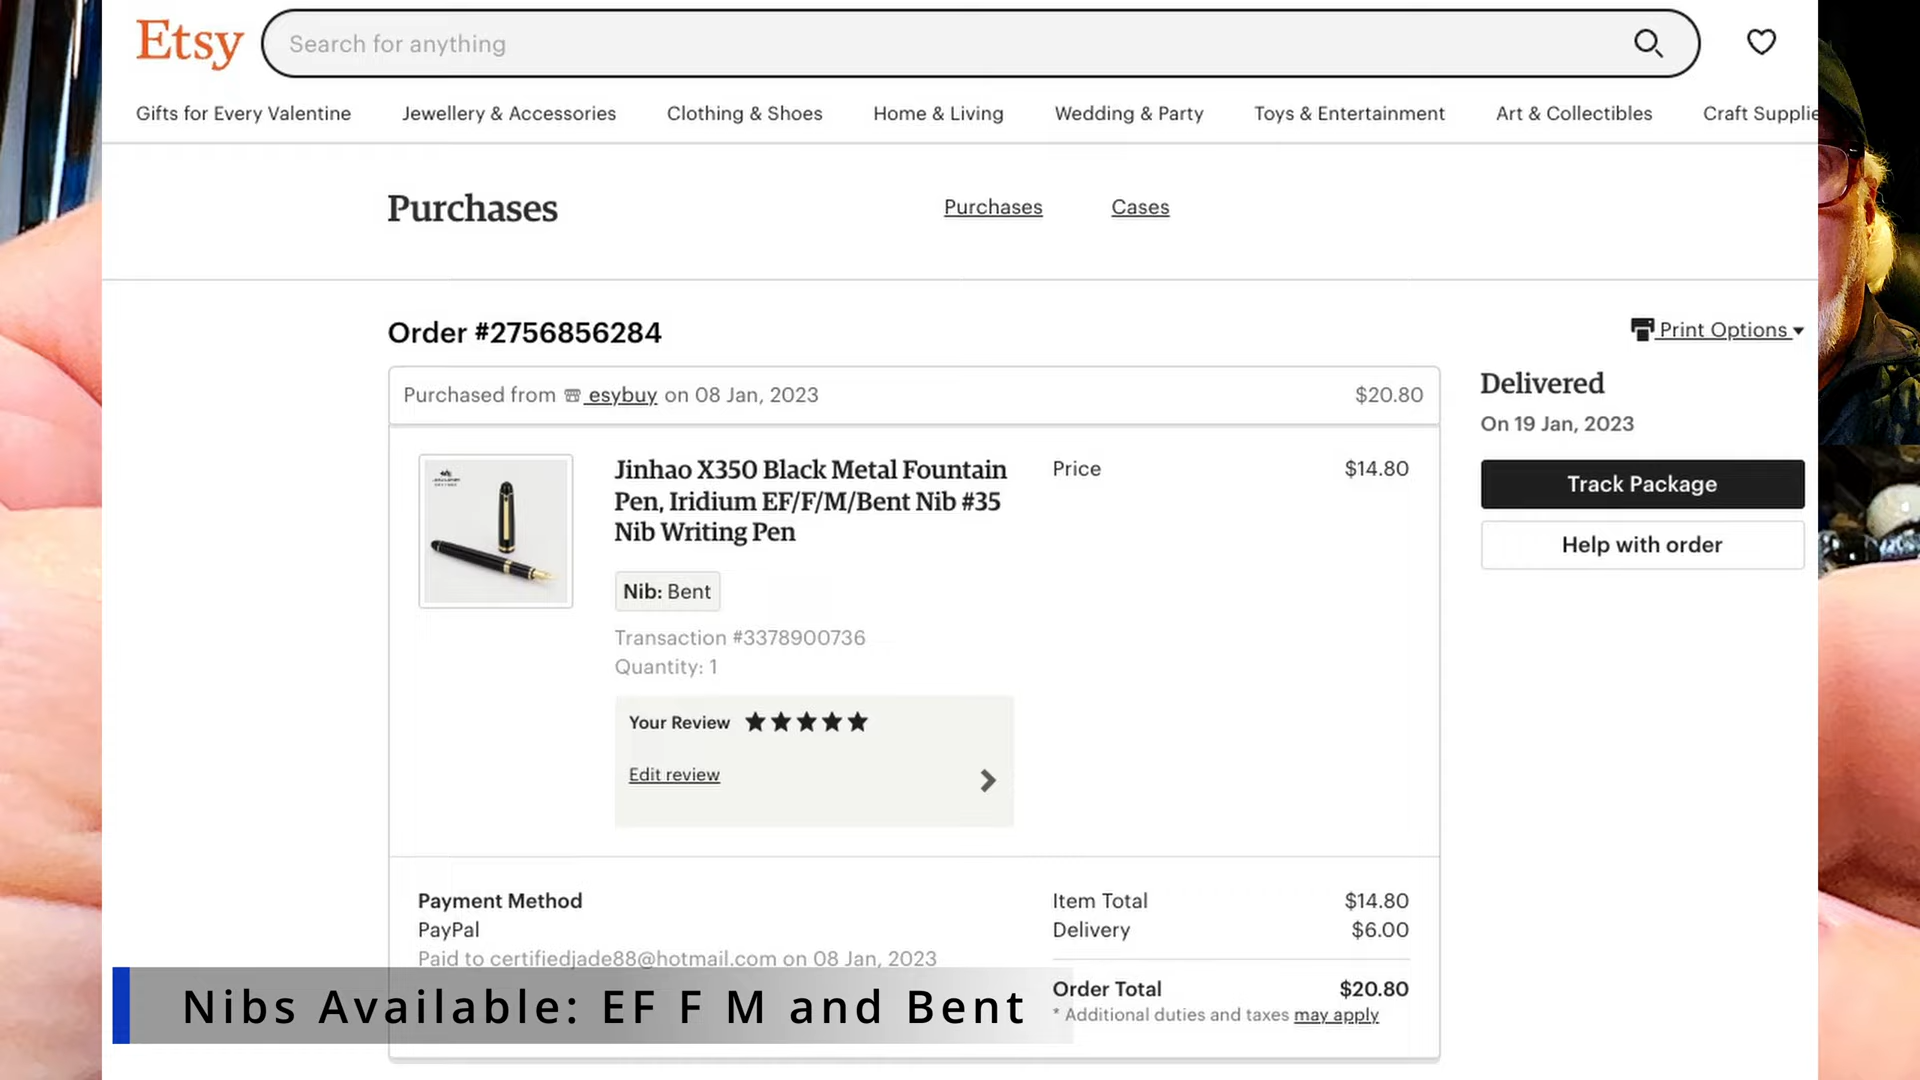 Etsy
Search for anything
Gifts for Every Valentine Jewellery & Accessories Clothing & Shoes Home & Living Wedding & Party Toys & Entertainment Art & Collectibles Craft Supplie
Purchases
Purchases Cases
Order #2756856284
Print Options
Purchased from esybuy on 08 Jan, 2023 $20.80
Delivered
On 19 Jan, 2023
Track Package
Help with order
Jinhao X350 Black Metal Fountain
Pen, Iridium EF/F/M/Bent Nib #35
Nib Writing Pen
Price $14.80
Nib: Bent
Transaction #3378900736
Quantity: 1
Your Review
Edit review
Payment Method
PayPal
Paid to certifiedjade88@hotmail.com on 08 Jan, 2023
Item Total $14.80
Delivery $6.00
Order Total $20.80
* Additional duties and taxes may apply
Nibs Available: EF F M and Bent